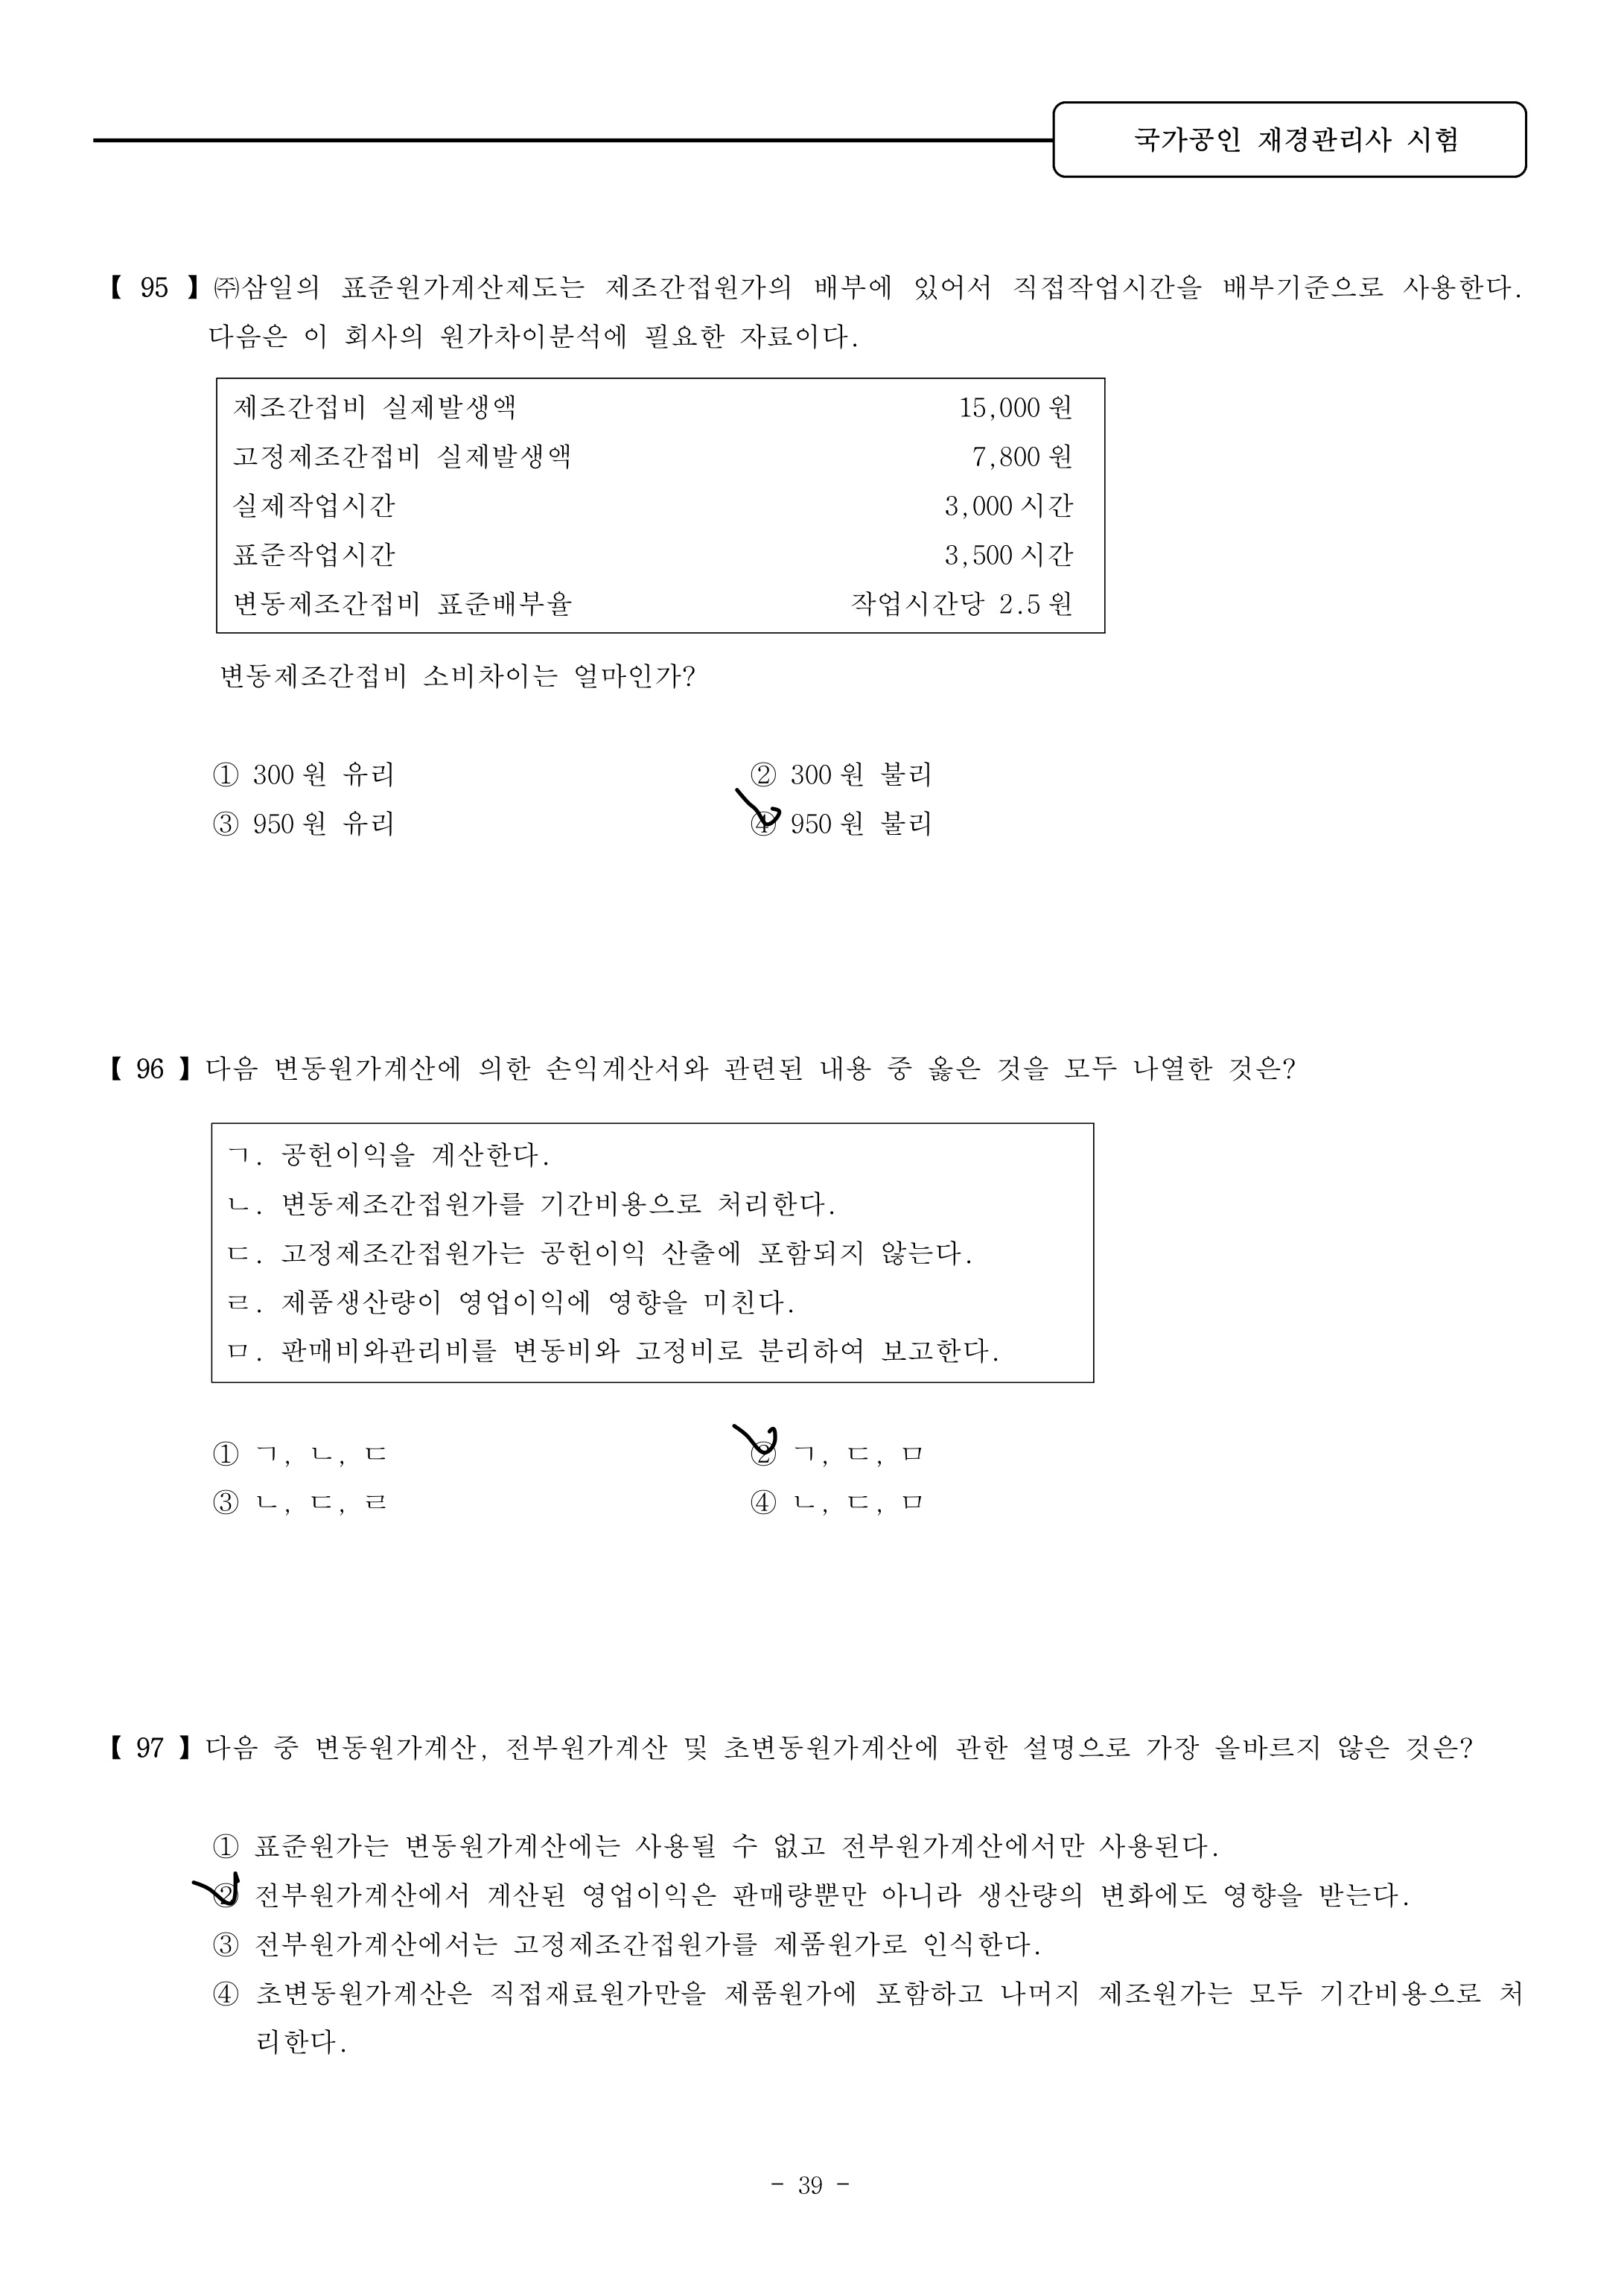 국가공인 재경관리사 시험
【 95 】 ㈜삼일의 표준원가계산제도는 제조간접원가의 배부에 있어서 직접작업시간을 배부기준으로 사용한다.
다음은 이 회사의 원가차이분석에 필요한 자료이다.
제조간접비 실제발생액 15,000 원
고정제조간접비 실제발생액 7,800 원
실제작업시간 3,000 시간
표준작업시간 3,500 시간
변동제조간접비 표준배부율 작업시간당 2.5 원
변동제조간접비 소비차이는 얼마인가?
① 300 원 유리 ② 300 원 불리
③ 950 원 유리 ④ 950 원 불리
【 96 】 다음 변동원가계산에 의한 손익계산서와 관련된 내용 중 옳은 것을 모두 나열한 것은?
ㄱ. 공헌이익을 계산한다.
ㄴ. 변동제조간접원가를 기간비용으로 처리한다.
ㄷ. 고정제조간접원가는 공헌이익 산출에 포함되지 않는다.
ㄹ. 제품생산량이 영업이익에 영향을 미친다.
ㅁ. 판매비와관리비를 변동비와 고정비로 분리하여 보고한다.
① ㄱ, ㄴ, ㄷ ② ㄱ, ㄷ, ㅁ
③ ㄴ, ㄷ, ㄹ ④ ㄴ, ㄷ, ㅁ
【 97 】 다음 중 변동원가계산, 전부원가계산 및 초변동원가계산에 관한 설명으로 가장 올바르지 않은 것은?
① 표준원가는 변동원가계산에는 사용될 수 없고 전부원가계산에서만 사용된다.
② 전부원가계산에서 계산된 영업이익은 판매량뿐만 아니라 생산량의 변화에도 영향을 받는다.
③ 전부원가계산에서는 고정제조간접원가를 제품원가로 인식한다.
④ 초변동원가계산은 직접재료원가만을 제품원가에 포함하고 나머지 제조원가는 모두 기간비용으로 처
리한다.
- 39 -